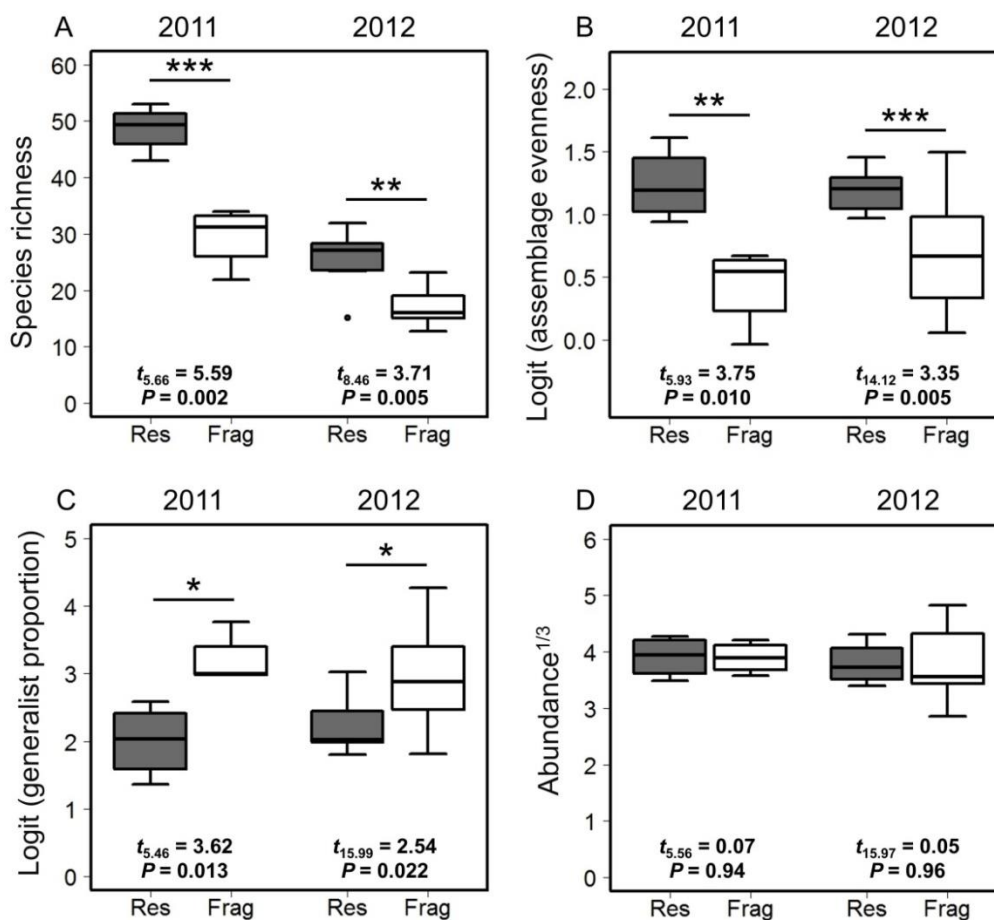 A 2011 2012
Species richness
60
50
40
30
20
10
0
*** **
t5.66 = 5.59 t8.46 = 3.71
P = 0.002 P = 0.005
Res Frag Res Frag
B 2011 2012
Logit (assemblage evenness)
2.0
1.5
1.0
0.5
0.0
** ***
t5.93 = 3.75 t14.12 = 3.35
P = 0.010 P = 0.005
Res Frag Res Frag
C 2011 2012
Logit (generalist proportion)
5
4
3
2
1
0
* *
t5.46 = 3.62 t15.99 = 2.54
P = 0.013 P = 0.022
Res Frag Res Frag
D 2011 2012
Abundance1/3
6
5
4
3
2
1
0
t5.56 = 0.07 t15.97 = 0.05
P = 0.94 P = 0.96
Res Frag Res Frag